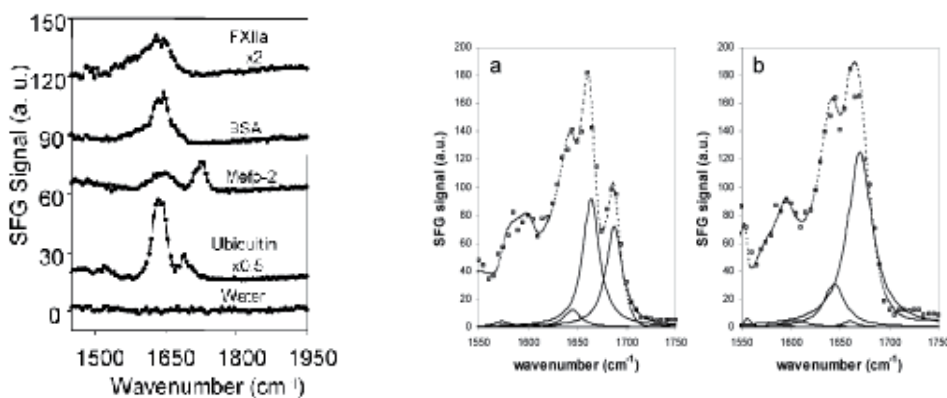 150
120
90
60
30
0
SFG Signal (a. u.)
FXIIa
x2
BSA
Mefp-2
Ubicuitin
x0.5
Water
1500 1650 1800 1950
Wavenumber (cm⁻¹)
a
200
180
160
140
120
100
80
60
40
20
0
SFG signal (a.u.)
1550 1600 1650 1700 1750
wavenumber (cm⁻¹)
b
200
180
160
140
120
100
80
60
40
20
0
SFG signal (a.u.)
1550 1600 1650 1700 1750
wavenumber (cm⁻¹)